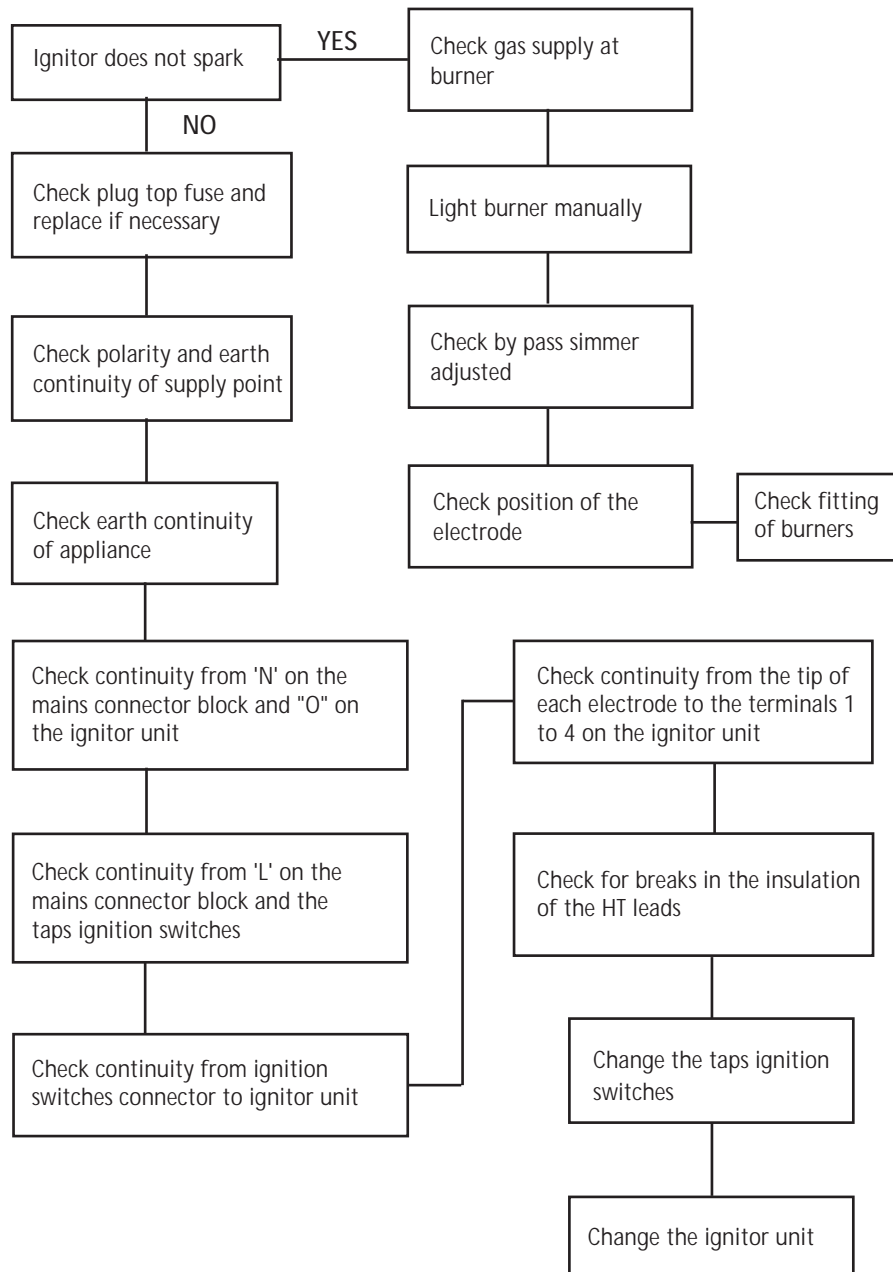 Ignitor does not spark
YES
Check gas supply at
burner
NO
Check plug top fuse and
replace if necessary
Light burner manually
Check polarity and earth
continuity of supply point
Check by pass simmer
adjusted
Check earth continuity
of appliance
Check position of the
electrode
Check fitting
of burners
Check continuity from 'N' on the
mains connector block and "O" on
the ignitor unit
Check continuity from 'L' on the
mains connector block and the
taps ignition switches
Check continuity from ignition
switches connector to ignitor unit
Check continuity from the tip of
each electrode to the terminals 1
to 4 on the ignitor unit
Check for breaks in the insulation
of the HT leads
Change the taps ignition
switches
Change the ignitor unit